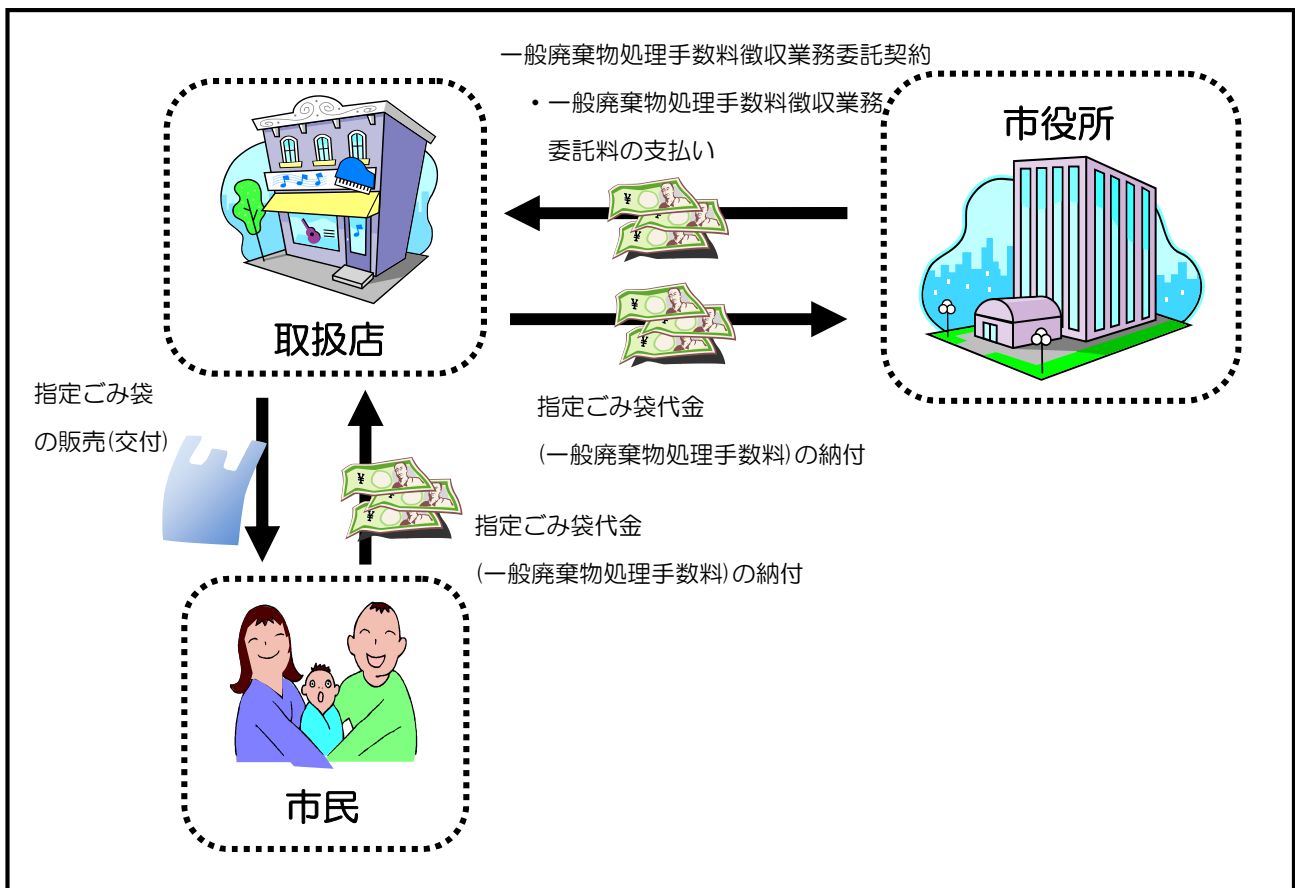 一般廃棄物処理手数料徴収業務委託契約
・一般廃棄物処理手数料徴収業務
委託料の支払い
市役所
取扱店
指定ごみ袋
の販売(交付)
指定ごみ袋代金
(一般廃棄物処理手数料)の納付
指定ごみ袋代金
(一般廃棄物処理手数料)の納付
市民